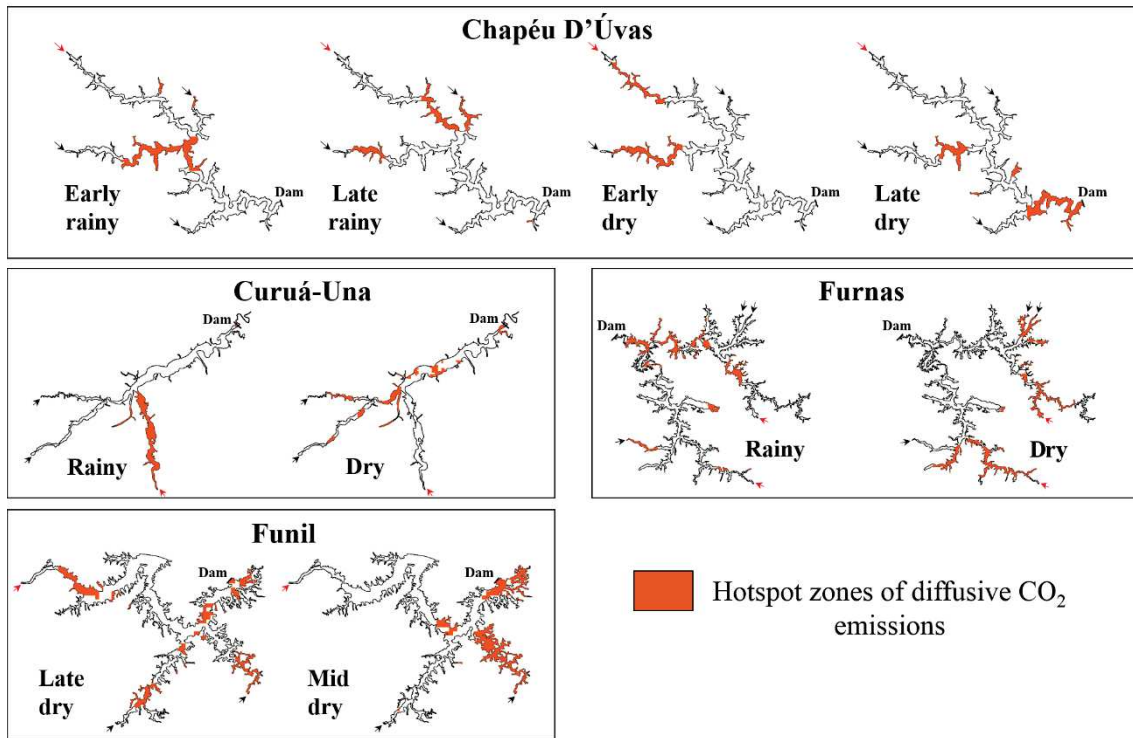 Chapéu D'Úvas
Early
rainy
Dam
Late
rainy
Dam
Early
dry
Dam
Late
dry
Dam
Curuá-Una
Dam
Rainy
Dam
Dry
Furnas
Dam
Rainy
Dam
Dry
Funil
Dam
Late
dry
Dam
Mid
dry
Hotspot zones of diffusive CO₂
emissions